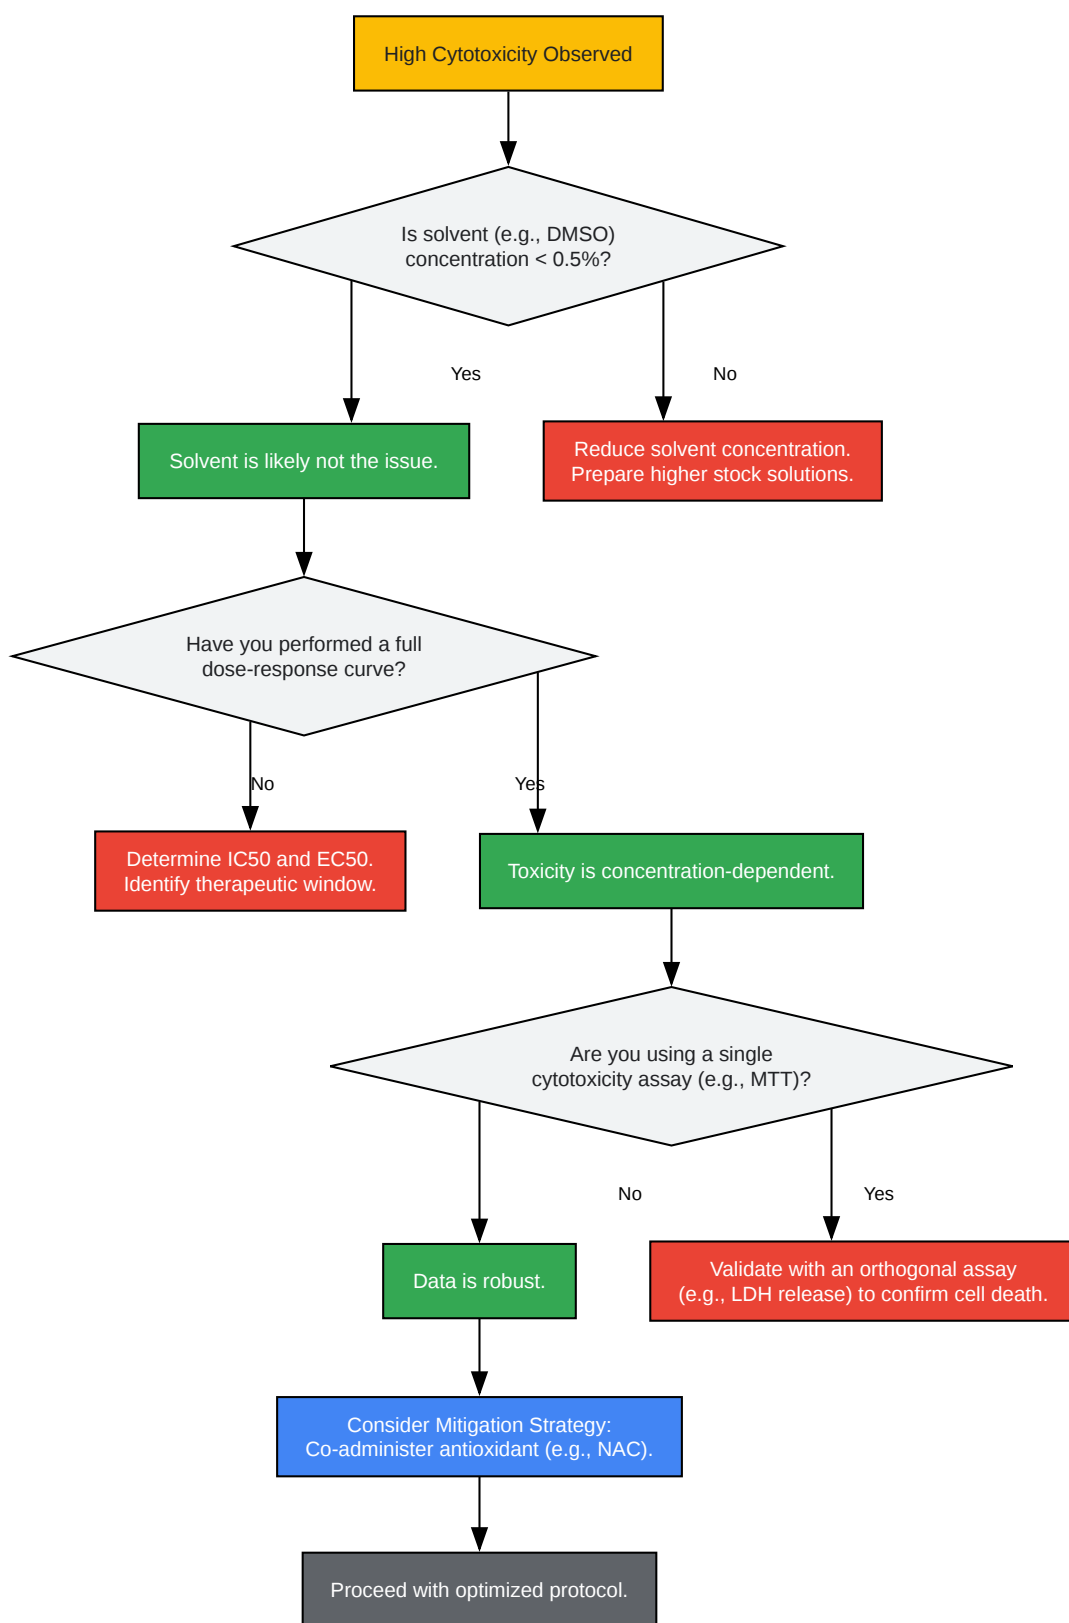 High Cytotoxicity Observed
Is solvent (e.g., DMSO)
concentration < 0.5%?
Yes
No
Solvent is likely not the issue.
Reduce solvent concentration.
Prepare higher stock solutions.
Have you performed a full
dose-response curve?
No
Yes
Determine IC50 and EC50.
Identify therapeutic window.
Toxicity is concentration-dependent.
Are you using a single
cytotoxicity assay (e.g., MTT)?
No
Yes
Data is robust.
Validate with an orthogonal assay
(e.g., LDH release) to confirm cell death.
Consider Mitigation Strategy:
Co-administer antioxidant (e.g., NAC).
Proceed with optimized protocol.